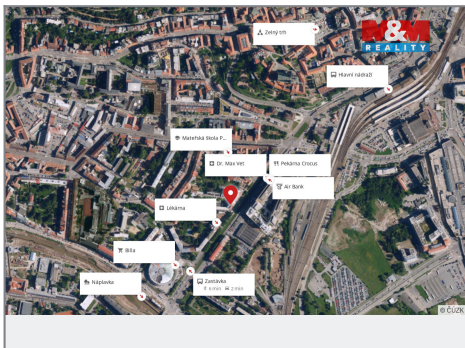 M&M
REALITY
Zelný trh
Hlavní nádraží
Mateřská škola P...
Dr. Max Vet
Pekárna Crocus
Air Bank
Lékárna
Billa
Náplavka
Zastávka
6 min 2 min
© ČÚZK